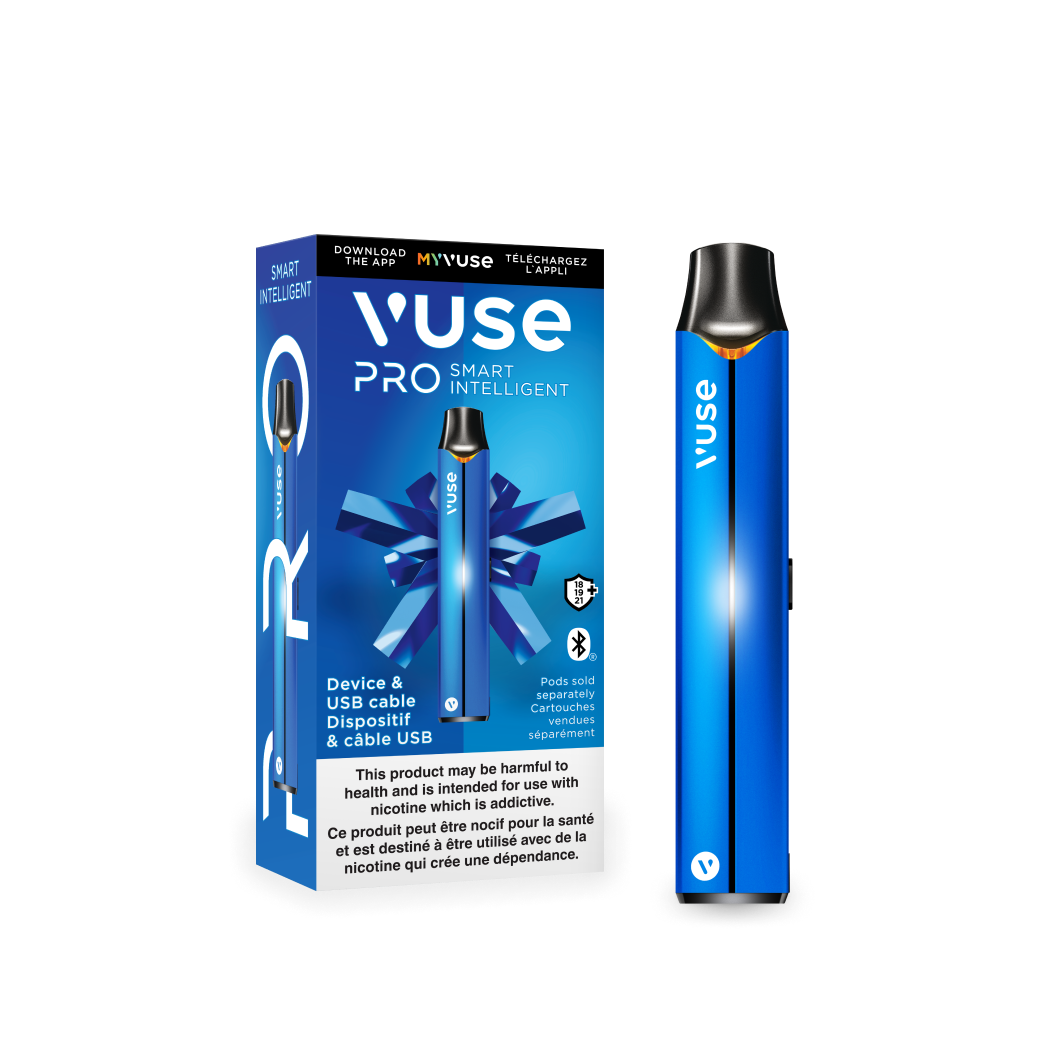 SMART
INTELLIGENT
PRO
vuse
DOWNLOAD
THE APP
MYVUSE
TÉLÉCHARGEZ
L'APPLI
vuse
PRO
SMART
INTELLIGENT
vuse
18
19
21
+
®
Device &
USB cable
Dispositif
& câble USB
Pods sold
separately
Cartouches
vendues
séparément
This product may be harmful to
health and is intended for use with
nicotine which is addictive.
Ce produit peut être nocif pour la santé
et est destiné à être utilisé avec de la
nicotine qui crée une dépendance.
vuse